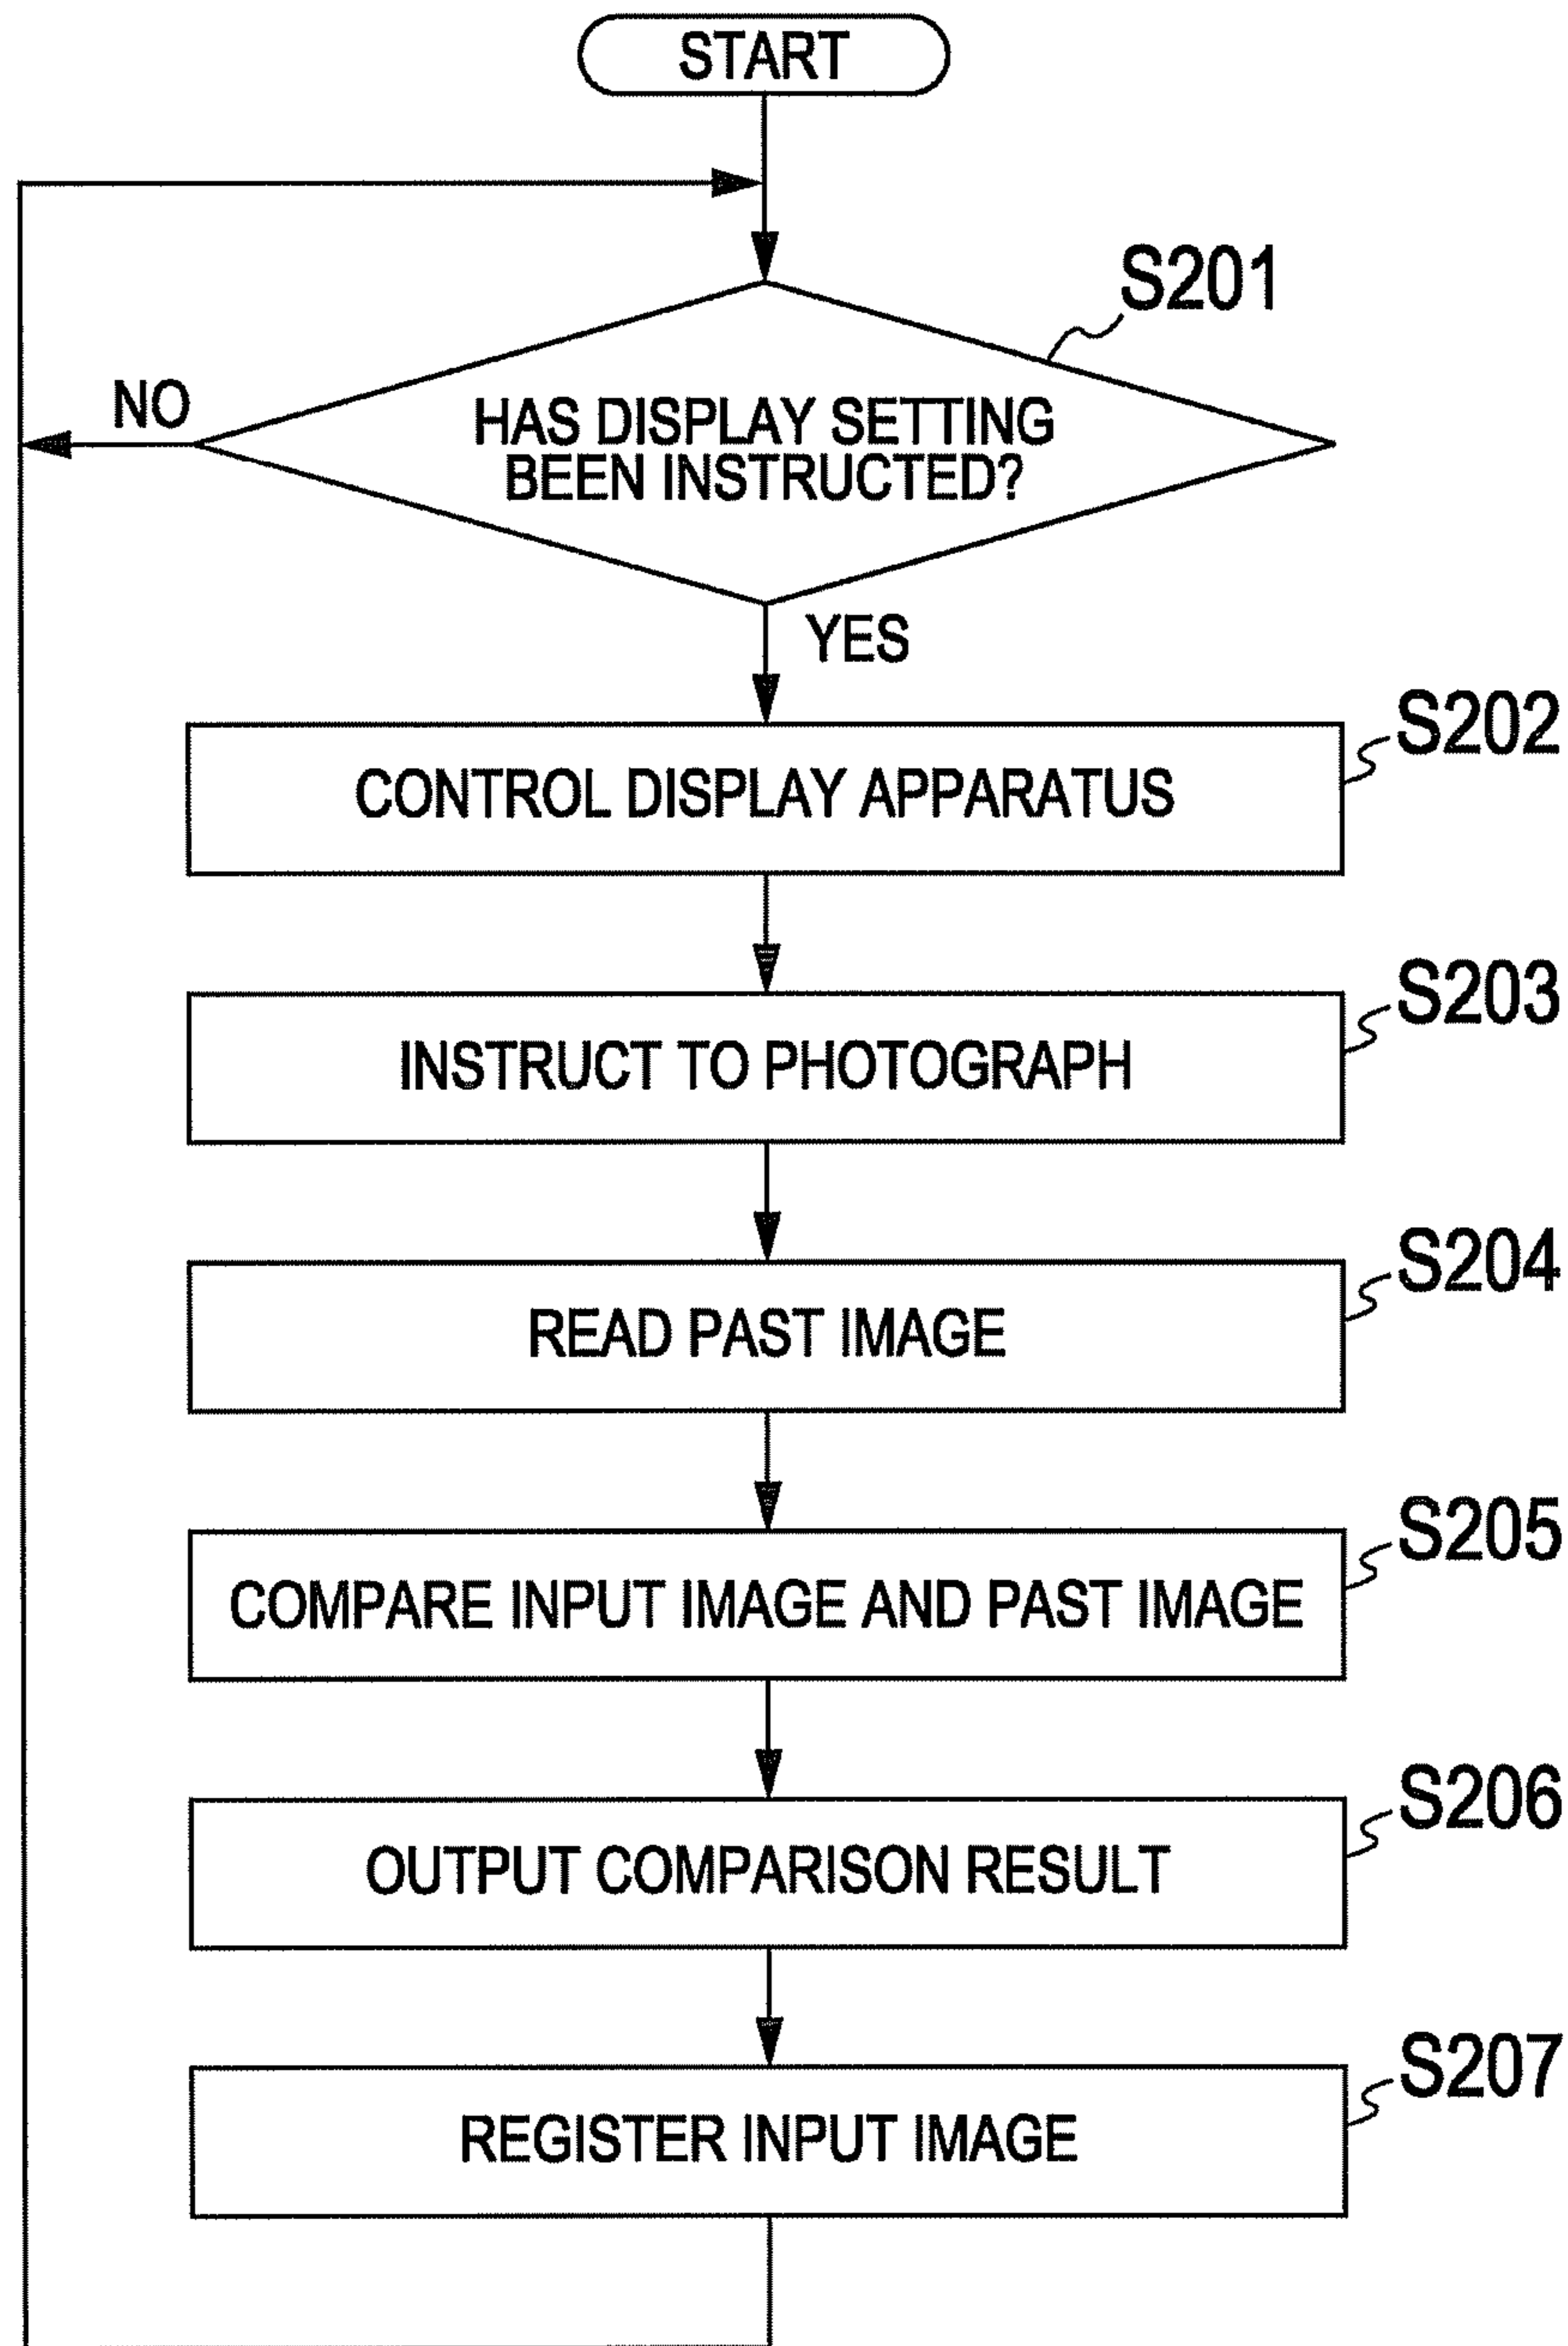 START
S201
NO
HAS DISPLAY SETTING
BEEN INSTRUCTED?
YES
S202
CONTROL DISPLAY APPARATUS
S203
INSTRUCT TO PHOTOGRAPH
S204
READ PAST IMAGE
S205
COMPARE INPUT IMAGE AND PAST IMAGE
S206
OUTPUT COMPARISON RESULT
S207
REGISTER INPUT IMAGE